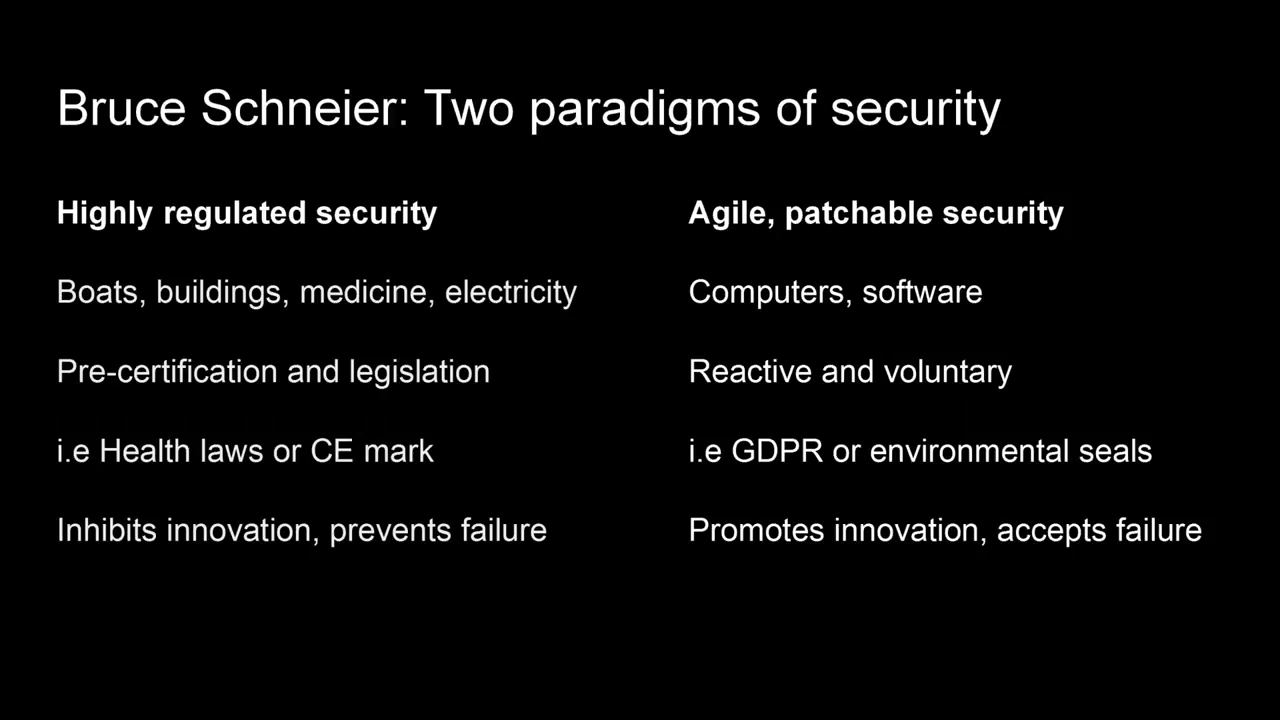 Bruce Schneier: Two paradigms of security
Highly regulated security
Boats, buildings, medicine, electricity
Pre-certification and legislation
i.e Health laws or CE mark
Inhibits innovation, prevents failure
Agile, patchable security
Computers, software
Reactive and voluntary
i.e GDPR or environmental seals
Promotes innovation, accepts failure